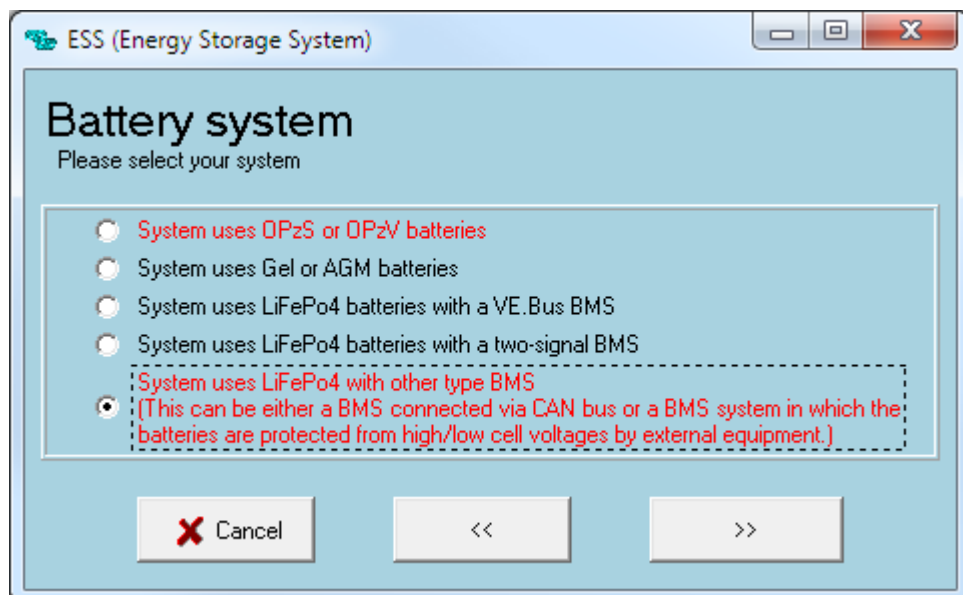 ESS (Energy Storage System)
Battery system
Please select your system
System uses OPzS or OPzV batteries
System uses Gel or AGM batteries
System uses LiFePo4 batteries with a VE.Bus BMS
System uses LiFePo4 batteries with a two-signal BMS
System uses LiFePo4 with other type BMS
(This can be either a BMS connected via CAN bus or a BMS system in which the
batteries are protected from high/low cell voltages by external equipment.)
Cancel
<<
>>